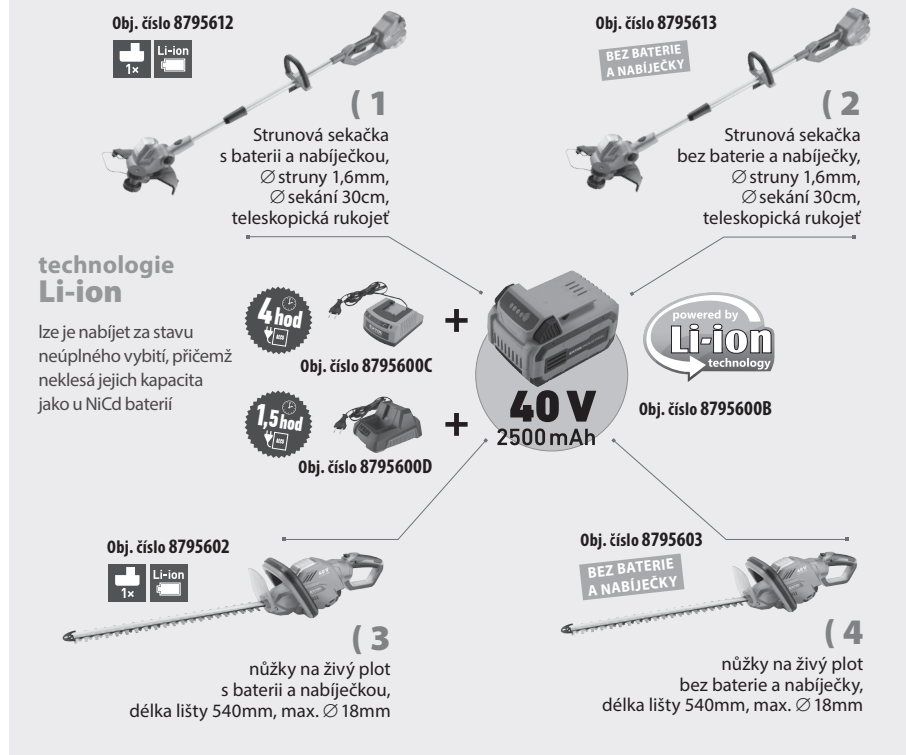 Obj. číslo 8795612
Li-ion
1×
( 1
Strunová sekačka
s baterii a nabíječkou,
∅ struny 1,6mm,
∅ sekání 30cm,
teleskopická rukojeť
Obj. číslo 8795613
BEZ BATERIE
A NABÍJEČKY
( 2
Strunová sekačka
bez baterie a nabíječky,
∅ struny 1,6mm,
∅ sekání 30cm,
teleskopická rukojeť
technologie
Li-ion
lze je nabíjet za stavu
neúplného vybití, přičemž
neklesá jejich kapacita
jako u NiCd baterií
4 hod
+
Obj. číslo 8795600C
1,5 hod
+
Obj. číslo 8795600D
40 V
2500 mAh
powered by
Li-ion
technology
Obj. číslo 8795600B
Obj. číslo 8795602
Li-ion
1×
( 3
nůžky na živý plot
s baterii a nabíječkou,
délka lišty 540mm, max. ∅ 18mm
Obj. číslo 8795603
BEZ BATERIE
A NABÍJEČKY
( 4
nůžky na živý plot
bez baterie a nabíječky,
délka lišty 540mm, max. ∅ 18mm